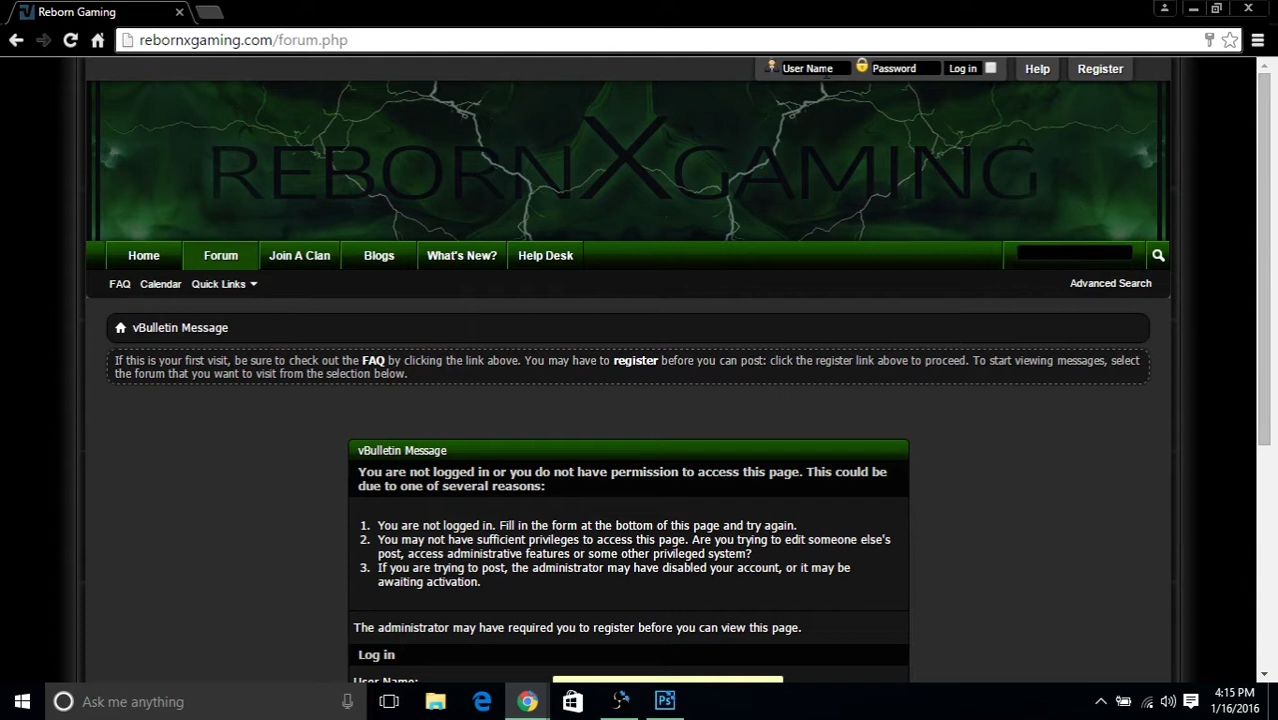 Reborn Gaming
rebornxgaming.com/forum.php
User Name Password Log in Help Register
REBORNXGAMING
Home Forum Join A Clan Blogs What's New? Help Desk
FAQ Calendar Quick Links Advanced Search
vBulletin Message
If this is your first visit, be sure to check out the FAQ by clicking the link above. You may have to register before you can post: click the register link above to proceed. To start viewing messages, select
the forum that you want to visit from the selection below.
vBulletin Message
You are not logged in or you do not have permission to access this page. This could be
due to one of several reasons:
1. You are not logged in. Fill in the form at the bottom of this page and try again.
2. You may not have sufficient privileges to access this page. Are you trying to edit someone else's
post, access administrative features or some other privileged system?
3. If you are trying to post, the administrator may have disabled your account, or it may be
awaiting activation.
The administrator may have required you to register before you can view this page.
Log in
User Name:
Ask me anything
Ps
4:15 PM
1/16/2016